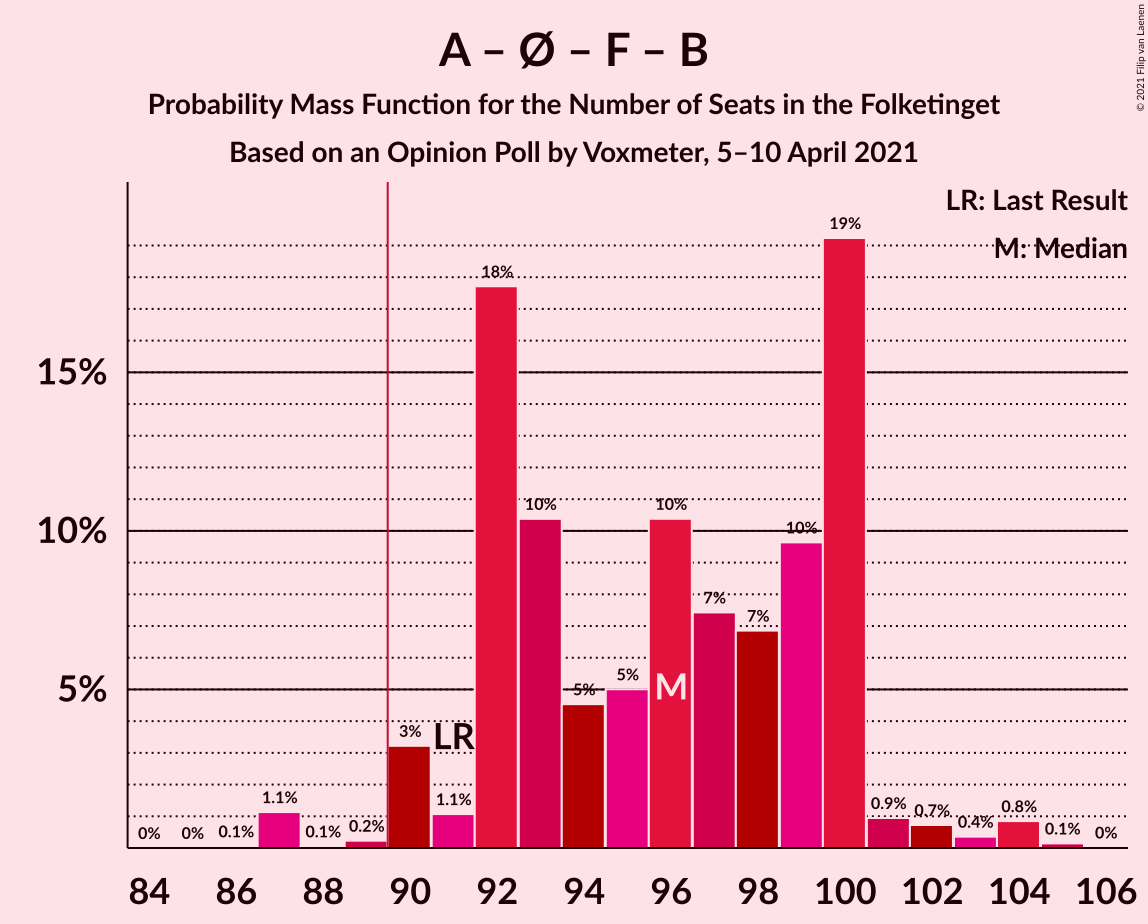 A – Ø – F – B
Probability Mass Function for the Number of Seats in the Folketinget
Based on an Opinion Poll by Voxmeter, 5–10 April 2021
© 2021 Filip van Laenen
LR: Last Result
M: Median
15%
10%
5%
0%
0%
0.1%
1.1%
0.1%
0.2%
3%
1.1%
18%
10%
5%
5%
10%
7%
7%
10%
19%
0.9%
0.7%
0.4%
0.8%
0.1%
0%
LR
M
84 86 88 90 92 94 96 98 100 102 104 106